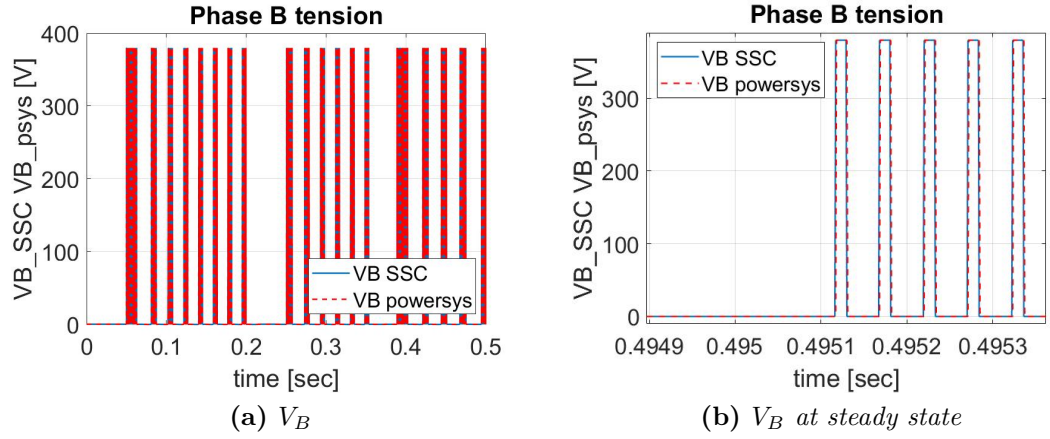 Phase B tension
VB_SSC VB_psys [V]
400
300
200
100
0
VB SSC
VB powersys
0 0.1 0.2 0.3 0.4 0.5
time [sec]
(a) V_B
Phase B tension
VB_SSC VB_psys [V]
300
200
100
0
VB SSC
VB powersys
0.4949 0.495 0.4951 0.4952 0.4953
time [sec]
(b) V_B at steady state